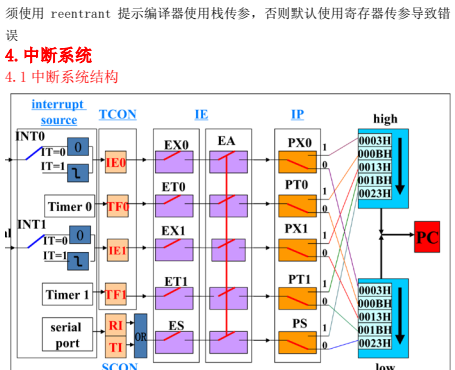 须使用 reentrant 提示编译器使用栈传参，否则默认使用寄存器传参导致错
误
4.中断系统
4.1 中断系统结构
interrupt
source
TCON
IE
IP
high
INT0
0
IT=0
IT=1
IE0
EX0
EA
PX0
1
0
0003H
000BH
0013H
001BH
0023H
Timer 0
TF0
ET0
PT0
1
0
INT1
0
IT=0
IT=1
IE1
EX1
PX1
1
0
PC
Timer 1
TF1
ET1
PT1
1
0
0003H
000BH
0013H
001BH
0023H
serial
port
RI
TI
OR
ES
PS
1
0
SCON
low